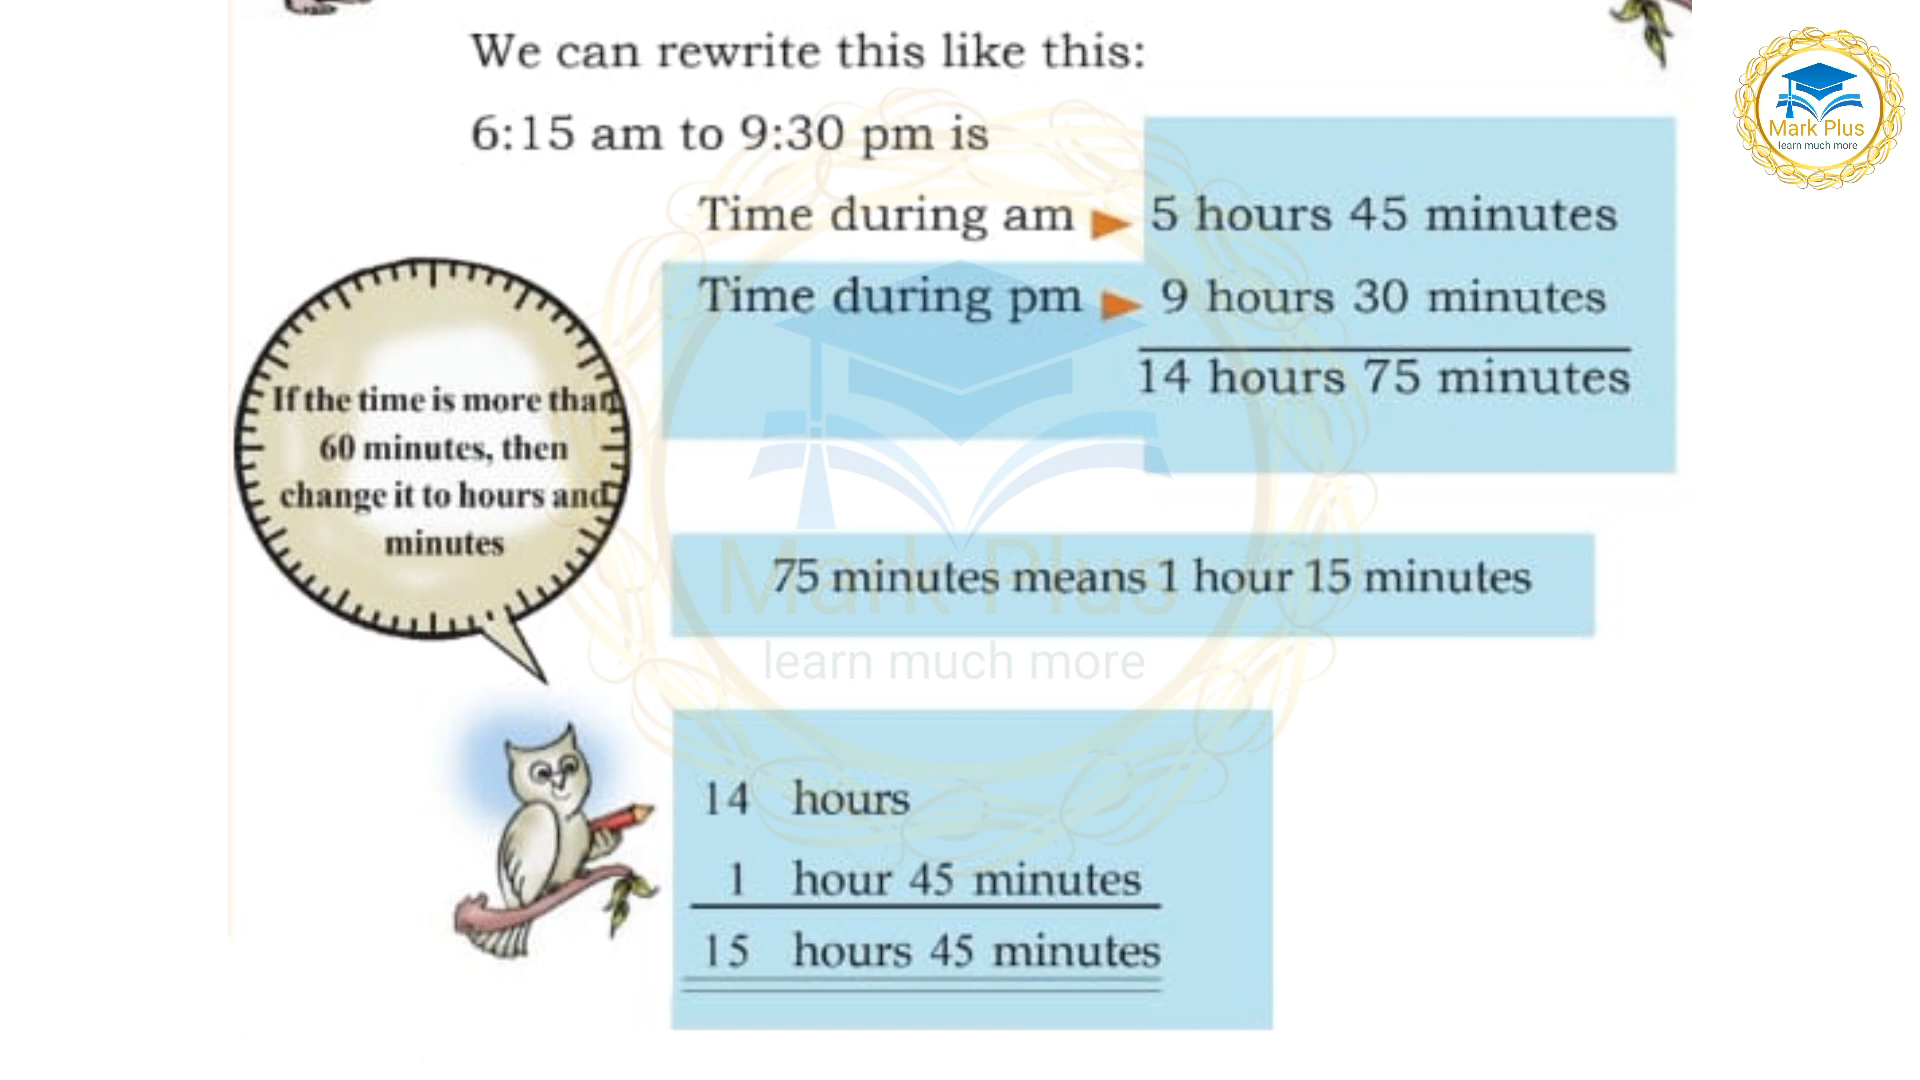 We can rewrite this like this:
6:15 am to 9:30 pm is
Time during am 5 hours 45 minutes
Time during pm 9 hours 30 minutes
14 hours 75 minutes
If the time is more than
60 minutes, then
change it to hours and
minutes
75 minutes means 1 hour 15 minutes
14 hours
1 hour 45 minutes
15 hours 45 minutes
Mark Plus
learn much more
Mark Plus
learn much more